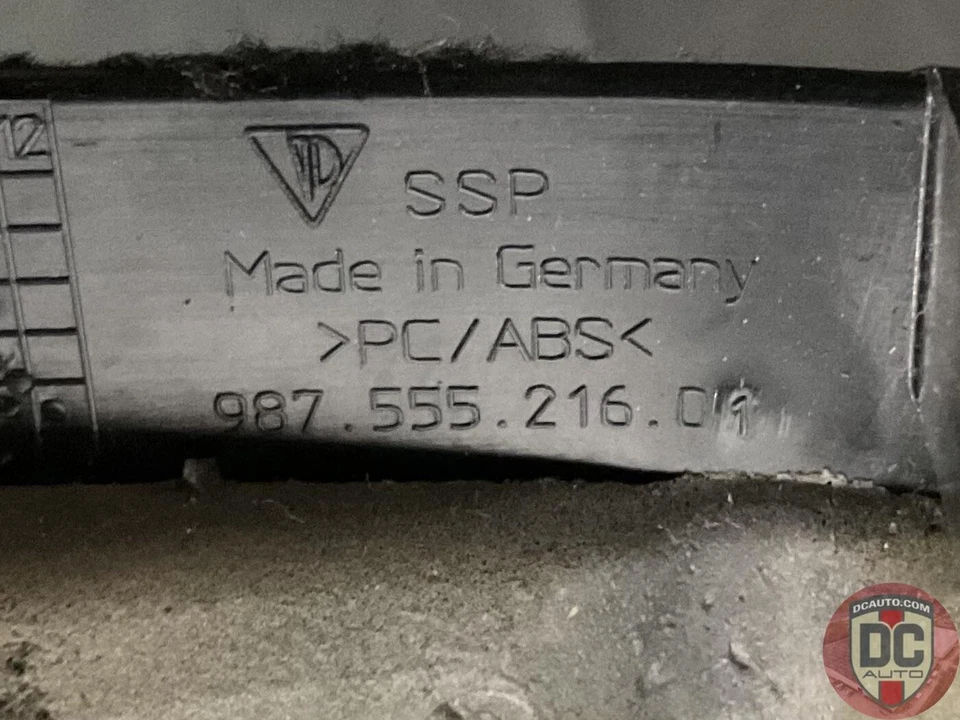 12
SSP
Made in Germany
>PC/ABS<
987.555.216.01
DCAUTO.COM
DC
AUTO